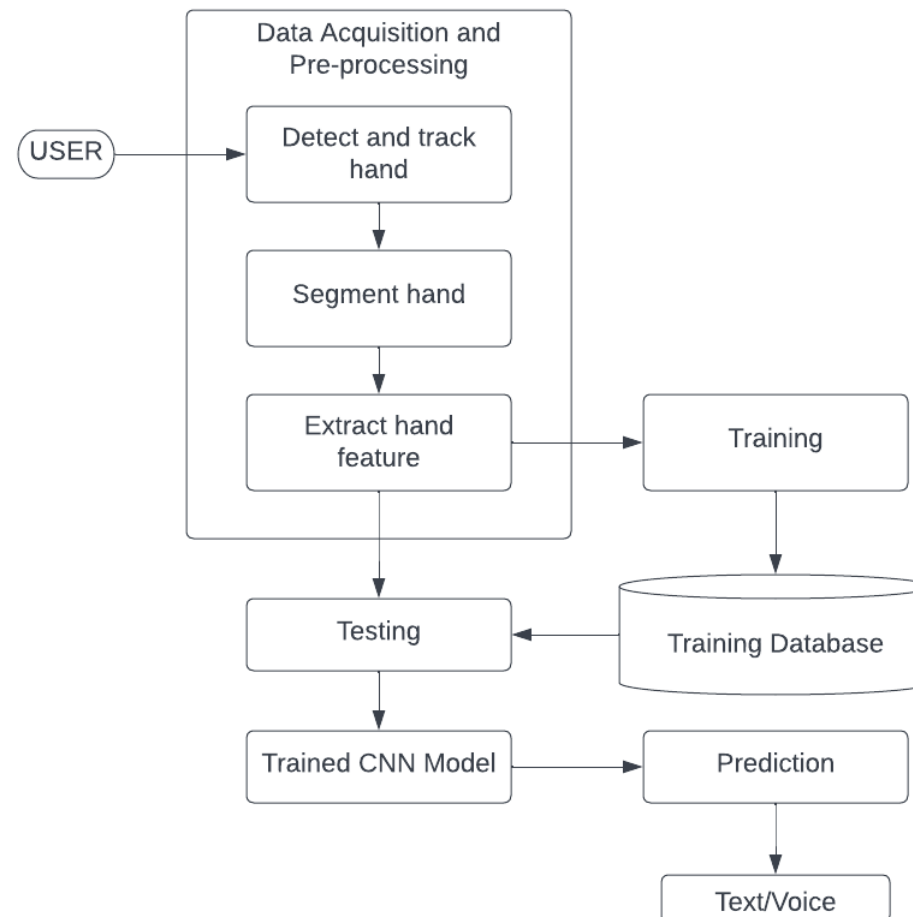 Data Acquisition and
Pre-processing
USER
Detect and track
hand
Segment hand
Extract hand
feature
Training
Testing
Training Database
Trained CNN Model
Prediction
Text/Voice